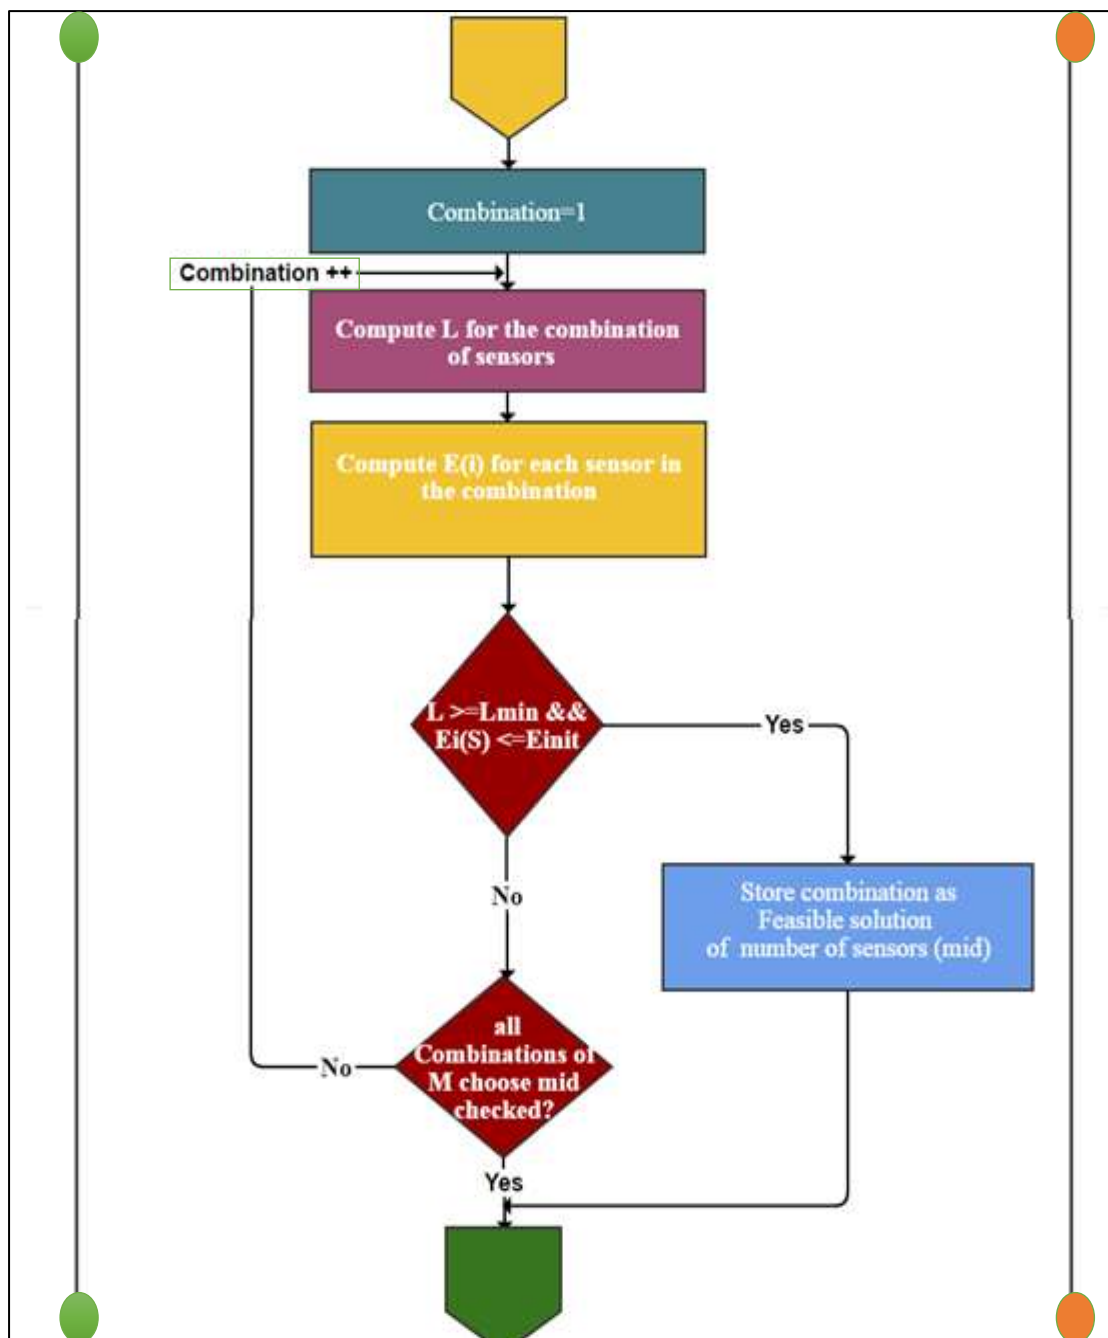 Combination=1
Combination ++
Compute L for the combination
of sensors
Compute E(i) for each sensor in
the combination
L >=Lmin &&
Ei(S) <=Einit
Yes
No
Store combination as
Feasible solution
of number of sensors (mid)
all
Combinations of
M choose mid
checked?
No
Yes